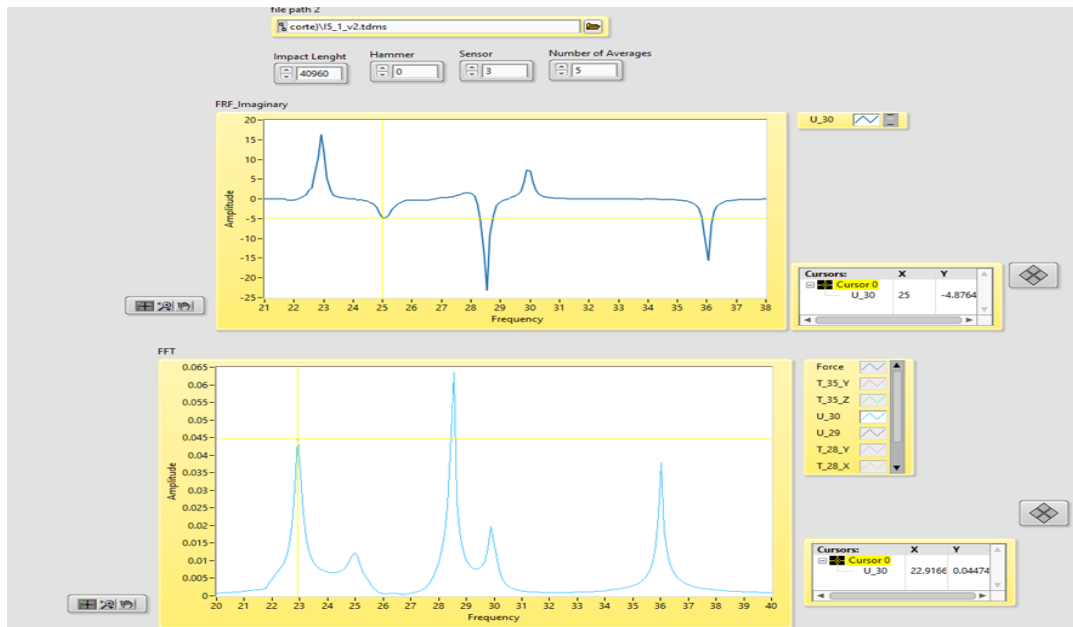 file path 2
corte)\I5_1_v2.tdms
Impact Lenght Hammer Sensor Number of Averages
40960 0 3 5
FRF_Imaginary
U_30
20
15
10
5
0
-5
-10
-15
-20
-25
Amplitude
21 22 23 24 25 26 27 28 29 30 31 32 33 34 35 36 37 38
Frequency
Cursors: X Y
Cursor 0
U_30 25 -4.8764
FFT
0.065
0.055
0.05
0.045
0.04
0.03
0.025
0.02
0.015
0.01
0.005
0
Amplitude
20 21 22 23 24 25 26 27 28 29 30 31 32 33 34 35 36 37 38 39 40
Frequency
Force
T_35_Y
T_35_Z
U_30
U_29
T_28_Y
T_28_X
Cursors: X Y
Cursor 0
U_30 22.9166 0.04474